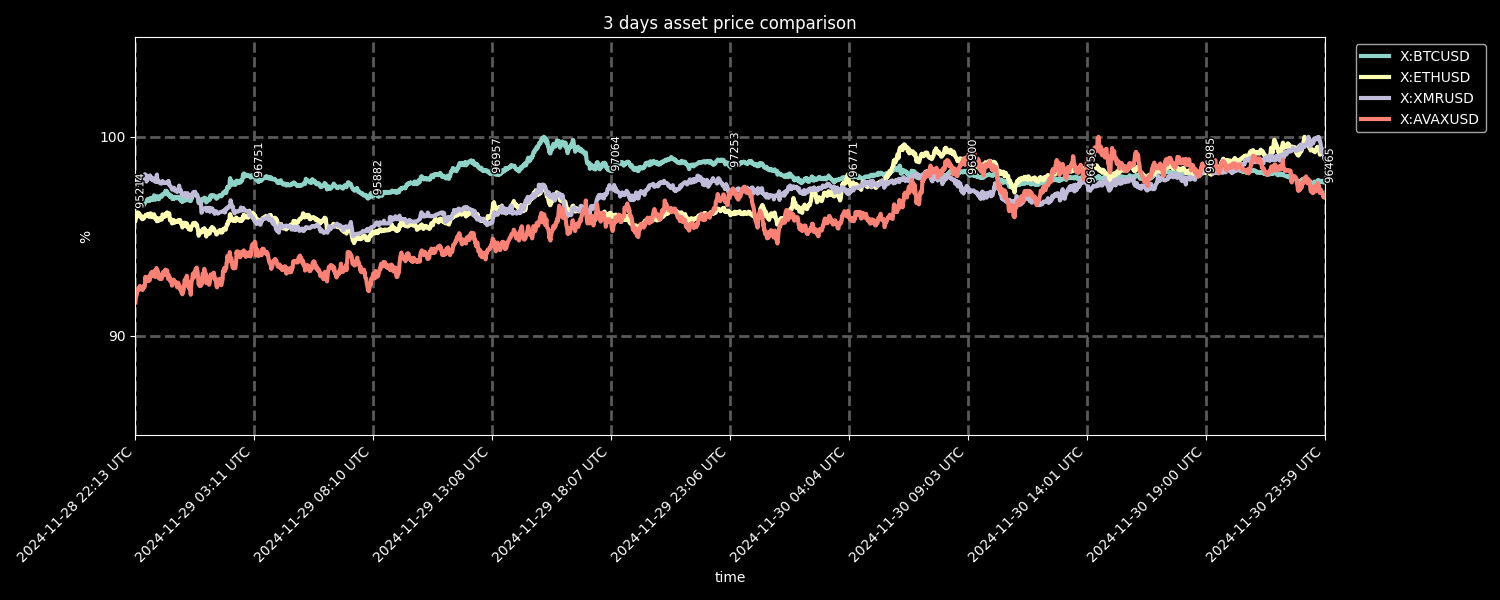 3 days asset price comparison
X:BTCUSD
X:ETHUSD
X:XMRUSD
X:AVAXUSD
100
90
%
95214
96751
95882
96957
97064
97253
96771
96900
96456
96985
96465
2024-11-28 22:13 UTC
2024-11-29 03:11 UTC
2024-11-29 08:10 UTC
2024-11-29 13:08 UTC
2024-11-29 18:07 UTC
2024-11-29 23:06 UTC
2024-11-30 04:04 UTC
2024-11-30 09:03 UTC
2024-11-30 14:01 UTC
2024-11-30 19:00 UTC
2024-11-30 23:59 UTC
time